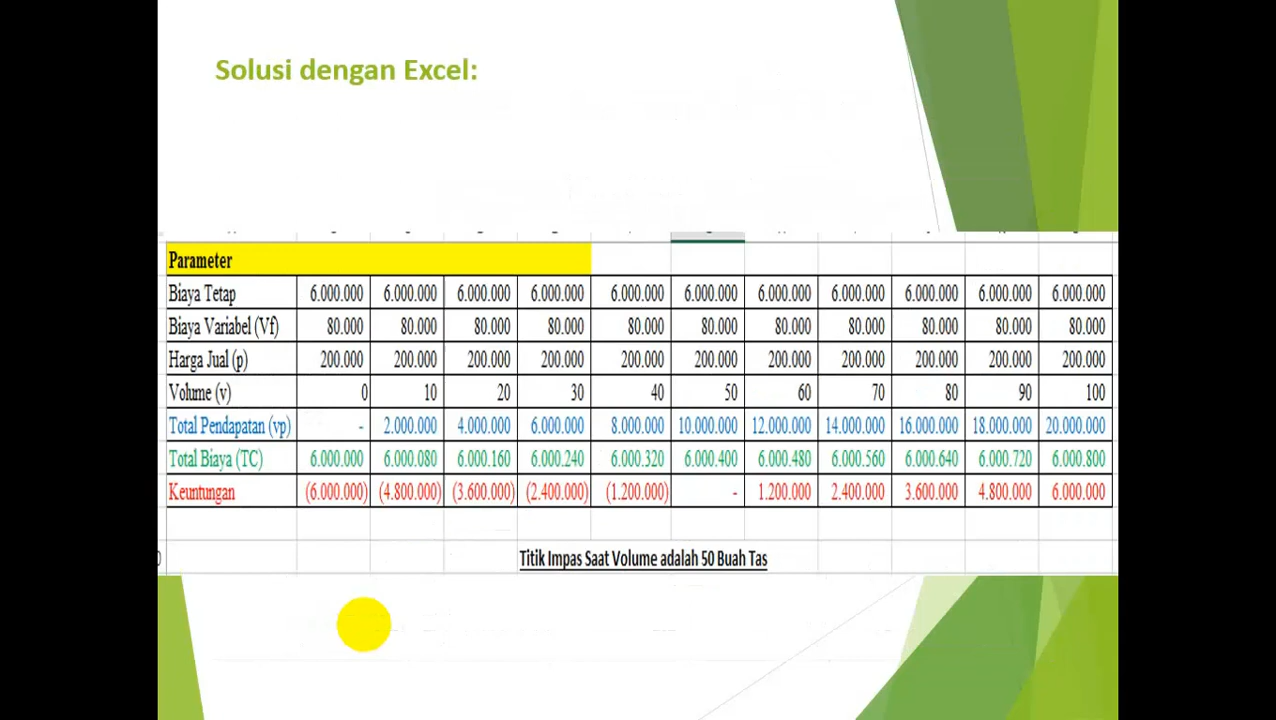 Solusi dengan Excel:
Parameter
Biaya Tetap 6.000.000 6.000.000 6.000.000 6.000.000 6.000.000 6.000.000 6.000.000 6.000.000 6.000.000 6.000.000 6.000.000
Biaya Variabel (Vf) 80.000 80.000 80.000 80.000 80.000 80.000 80.000 80.000 80.000 80.000 80.000
Harga Jual (p) 200.000 200.000 200.000 200.000 200.000 200.000 200.000 200.000 200.000 200.000 200.000
Volume (v) 0 10 20 30 40 50 60 70 80 90 100
Total Pendapatan (vp) - 2.000.000 4.000.000 6.000.000 8.000.000 10.000.000 12.000.000 14.000.000 16.000.000 18.000.000 20.000.000
Total Biaya (TC) 6.000.000 6.000.080 6.000.160 6.000.240 6.000.320 6.000.400 6.000.480 6.000.560 6.000.640 6.000.720 6.000.800
Keuntungan (6.000.000) (4.800.000) (3.600.000) (2.400.000) (1.200.000) - 1.200.000 2.400.000 3.600.000 4.800.000 6.000.000
Titik Impas Saat Volume adalah 50 Buah Tas